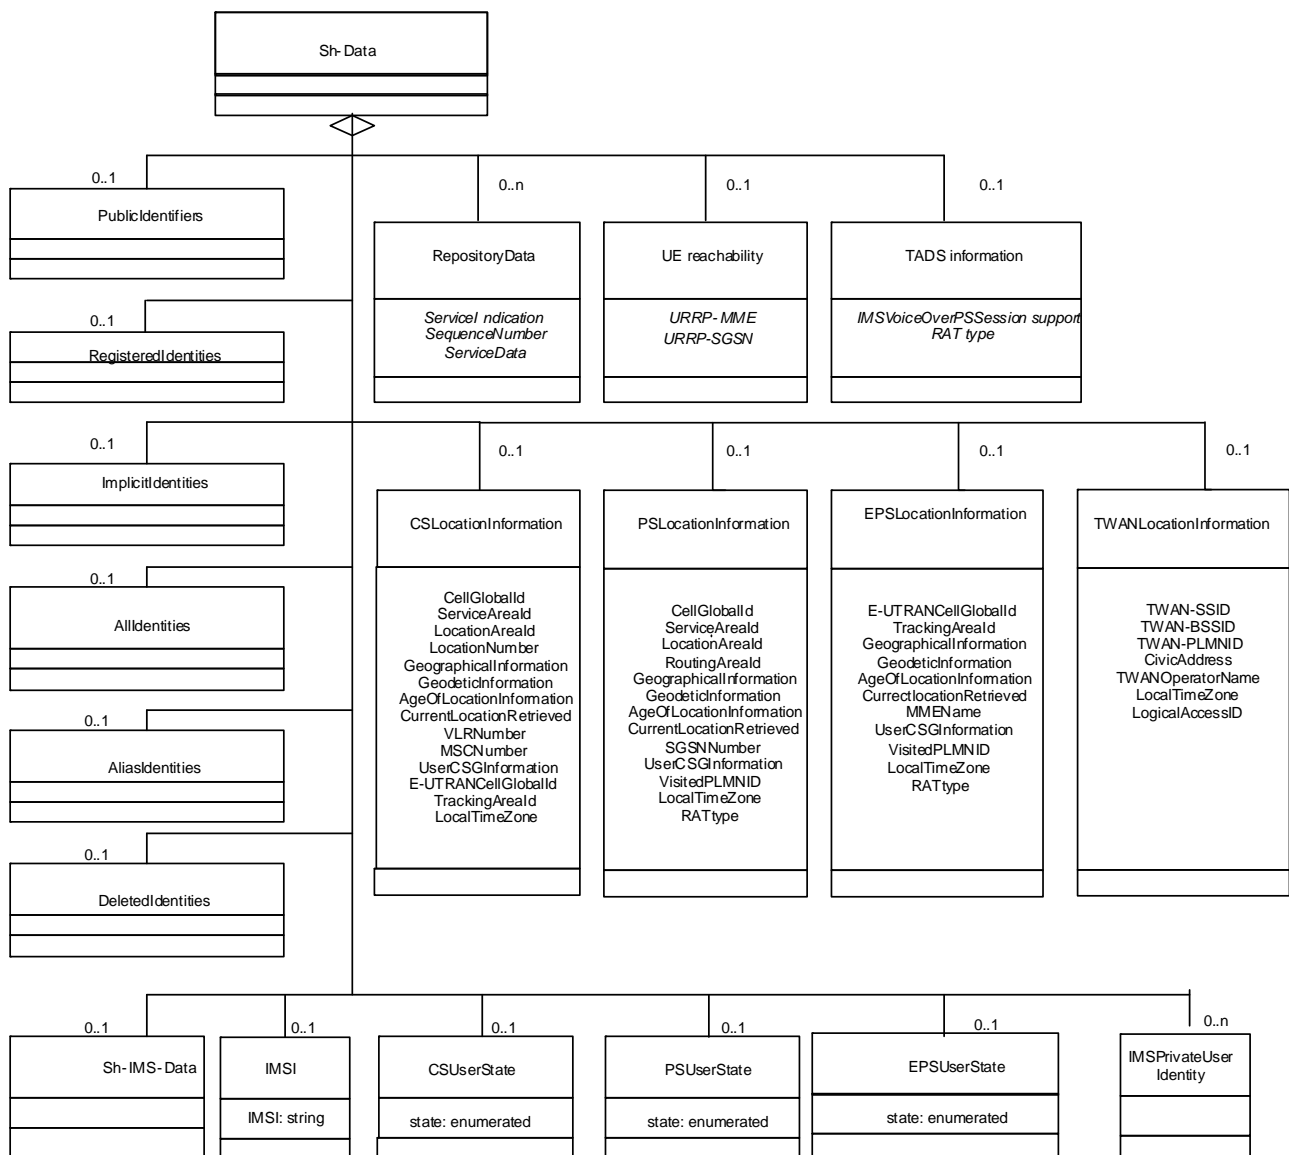 Sh-Data
0..1
PublicIdentifiers
0..n
RepositoryData
ServiceI ndication
SequenceNumber
ServiceData
0..1
UE reachability
URRP-MME
URRP-SGSN
0..1
TADS information
IMSVoiceOverPSSession support
RAT type
0..1
RegisteredIdentities
0..1
ImplicitIdentities
0..1
CSLocationInformation
CellGlobalId
ServiceAreaId
LocationAreaId
LocationNumber
GeographicalInformation
GeodeticInformation
AgeOfLocationInformation
CurrentLocationRetrieved
VLRNumber
MSCNumber
UserCSGInformation
E-UTRANCellGlobalId
TrackingAreaId
LocalTimeZone
0..1
PSLocationInformation
CellGlobalId
ServiceAreaId
LocationAreaId
RoutingAreaId
GeographicalInformation
GeodeticInformation
AgeOfLocationInformation
CurrentLocationRetrieved
SGSNNumber
UserCSGInformation
VisitedPLMNID
LocalTimeZone
RATtype
0..1
EPSLocationInformation
E-UTRANCellGlobalId
TrackingAreaId
GeographicalInformation
GeodeticInformation
AgeOfLocationInformation
CurrectlocationRetrieved
MMEName
UserCSGInformation
VisitedPLMNID
LocalTimeZone
RATtype
0..1
TWANLocationInformation
TWAN-SSID
TWAN-BSSID
TWAN-PLMNID
CivicAddress
TWANOperatorName
LocalTimeZone
LogicalAccessID
0..1
AllIdentities
0..1
AliasIdentities
0..1
DeletedIdentities
0..1
Sh-IMS-Data
0..1
IMSI
IMSI: string
0..1
CSUserState
state: enumerated
0..1
PSUserState
state: enumerated
0..1
EPSUserState
state: enumerated
0..n
IMSPrivateUser
Identity